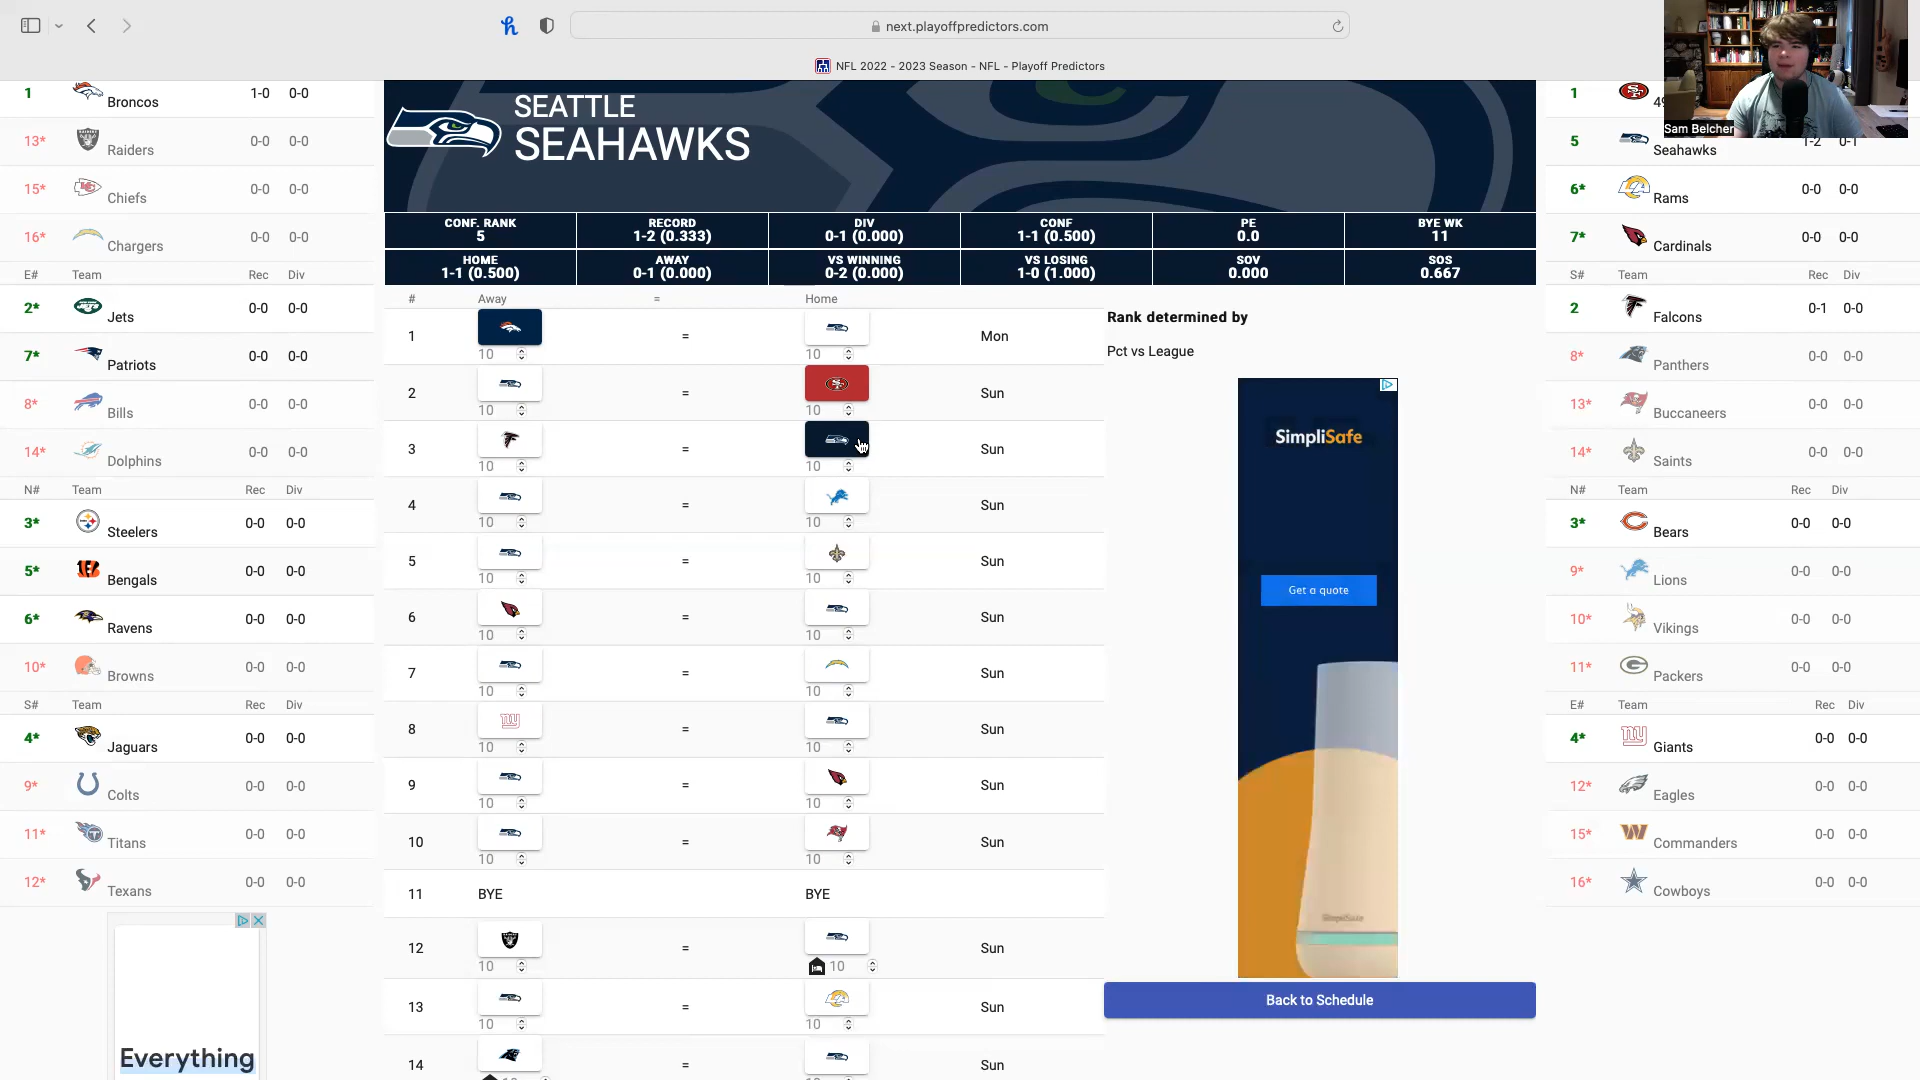 next.playoffpredictors.com
NFL 2022 - 2023 Season - NFL - Playoff Predictors
Sam Belcher
1 Broncos 1-0 0-0
13* Raiders 0-0 0-0
15* Chiefs 0-0 0-0
16* Chargers 0-0 0-0
E# Team Rec Div
2* Jets 0-0 0-0
7* Patriots 0-0 0-0
8* Bills 0-0 0-0
14* Dolphins 0-0 0-0
N# Team Rec Div
3* Steelers 0-0 0-0
5* Bengals 0-0 0-0
6* Ravens 0-0 0-0
10* Browns 0-0 0-0
S# Team Rec Div
4* Jaguars 0-0 0-0
9* Colts 0-0 0-0
11* Titans 0-0 0-0
12* Texans 0-0 0-0
Everything
SEATTLE
SEAHAWKS
CONF. RANK RECORD DIV CONF PE BYE WK
5 1-2 (0.333) 0-1 (0.000) 1-1 (0.500) 0.0 11
HOME AWAY VS WINNING VS LOSING SOV SOS
1-1 (0.500) 0-1 (0.000) 0-2 (0.000) 1-0 (1.000) 0.000 0.667
# Away = Home
1 = Mon
10 10
2 = Sun
10 10
3 = Sun
10 10
4 = Sun
10 10
5 = Sun
10 10
6 = Sun
10 10
7 = Sun
10 10
8 = Sun
10 10
9 = Sun
10 10
10 = Sun
10 10
11 BYE BYE
12 = Sun
10 10
13 = Sun
10 10
14 = Sun
Rank determined by
Pct vs League
SimpliSafe
Get a quote
SimpliSafe
Back to Schedule
1
5 Seahawks 1-2 0-1
6* Rams 0-0 0-0
7* Cardinals 0-0 0-0
S# Team Rec Div
2 Falcons 0-1 0-0
8* Panthers 0-0 0-0
13* Buccaneers 0-0 0-0
14* Saints 0-0 0-0
N# Team Rec Div
3* Bears 0-0 0-0
9* Lions 0-0 0-0
10* Vikings 0-0 0-0
11* Packers 0-0 0-0
E# Team Rec Div
4* Giants 0-0 0-0
12* Eagles 0-0 0-0
15* Commanders 0-0 0-0
16* Cowboys 0-0 0-0